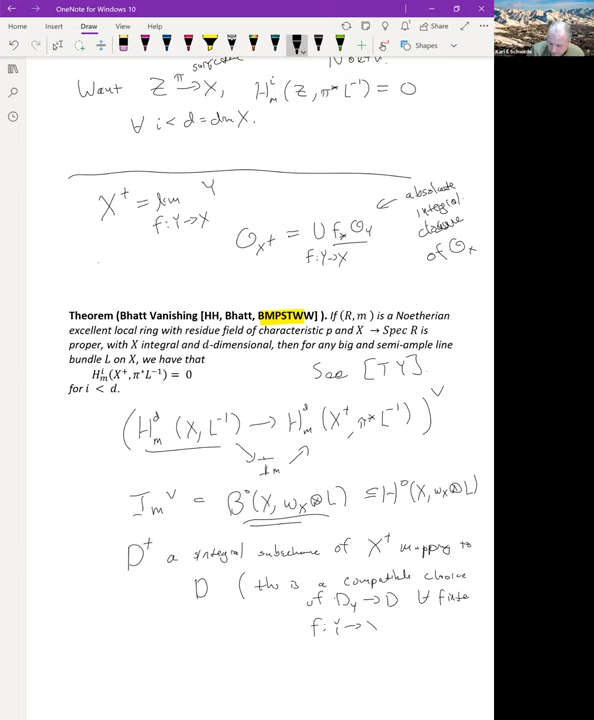 OneNote for Windows 10
Home Insert Draw View Help Share
Shapes
Karl E Schwede
Want Z →π X, H^i_m(Z, π*L^{-1}) = 0
∀ i < d = dim X.
X^+ = lim Y
f: Y → X
O_{X^+} = ∪ f_* O_Y
f: Y → X
← absolute
integral
closure
of O_X
Theorem (Bhatt Vanishing [HH, Bhatt, BMPSTWW] ). If (R, m) is a Noetherian
excellent local ring with residue field of characteristic p and X → Spec R is
proper, with X integral and d-dimensional, then for any big and semi-ample line
bundle L on X, we have that
H^i_m(X^+, π*L^{-1}) = 0
for i < d.
See [TY].
(H^d_m(X, L^{-1}) → H^d_m(X^+, π*L^{-1}))^∨
↘ Im ↗
Im^∨ = B^0(X, ω_X ⊗ L) ⊆ H^0(X, ω_X ⊗ L)
D^+ a integral subscheme of X^+ mapping to
D (this is a compatible choice
of D_Y → D ∀ finite
f: Y →